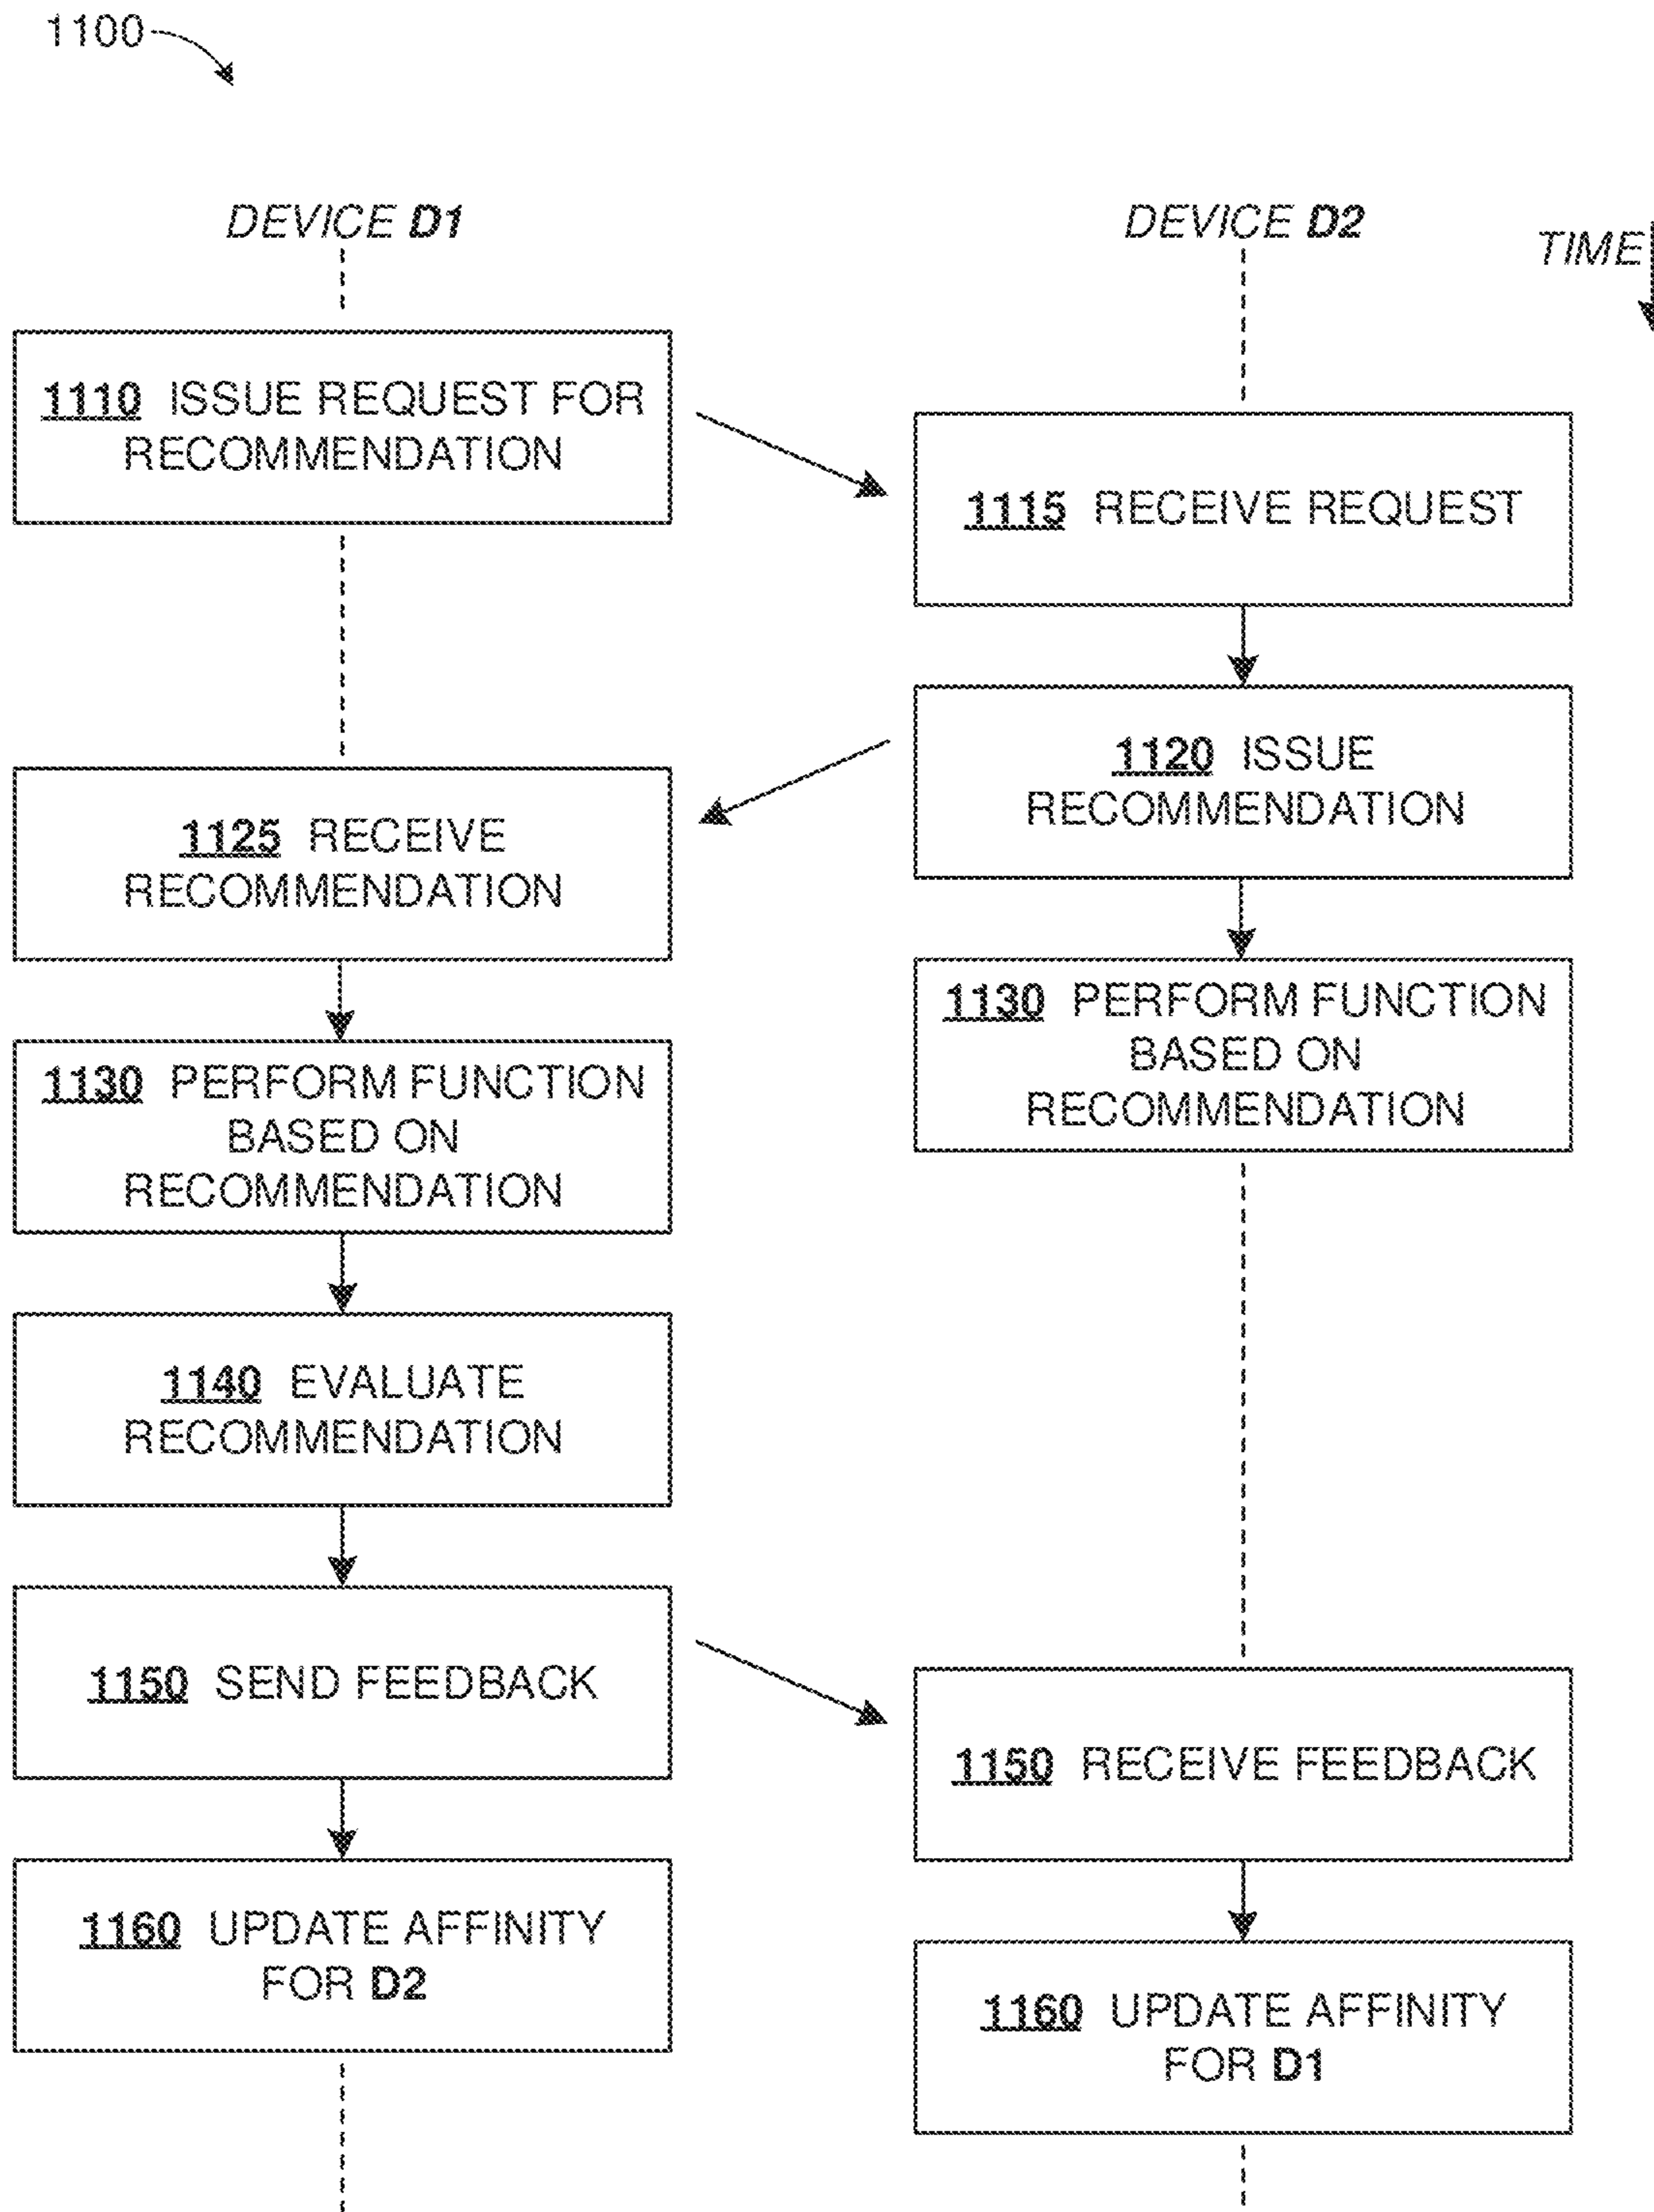 1100
DEVICE D1
DEVICE D2
TIME
1110 ISSUE REQUEST FOR
RECOMMENDATION
1115 RECEIVE REQUEST
1120 ISSUE
RECOMMENDATION
1125 RECEIVE
RECOMMENDATION
1130 PERFORM FUNCTION
BASED ON
RECOMMENDATION
1130 PERFORM FUNCTION
BASED ON
RECOMMENDATION
1140 EVALUATE
RECOMMENDATION
1150 SEND FEEDBACK
1150 RECEIVE FEEDBACK
1160 UPDATE AFFINITY
FOR D2
1160 UPDATE AFFINITY
FOR D1